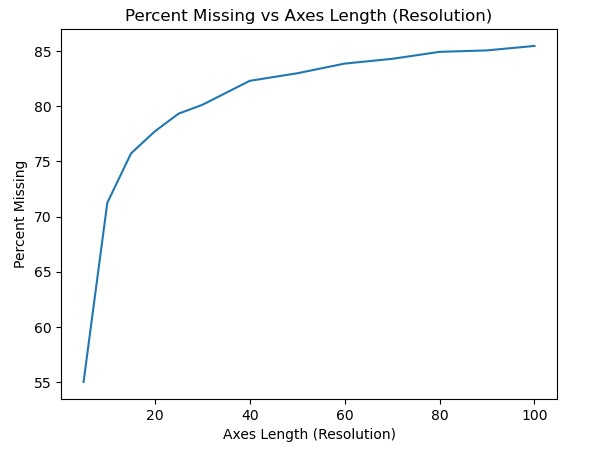 Percent Missing vs Axes Length (Resolution)
85
80
75
70
65
60
55
Percent Missing
20 40 60 80 100
Axes Length (Resolution)